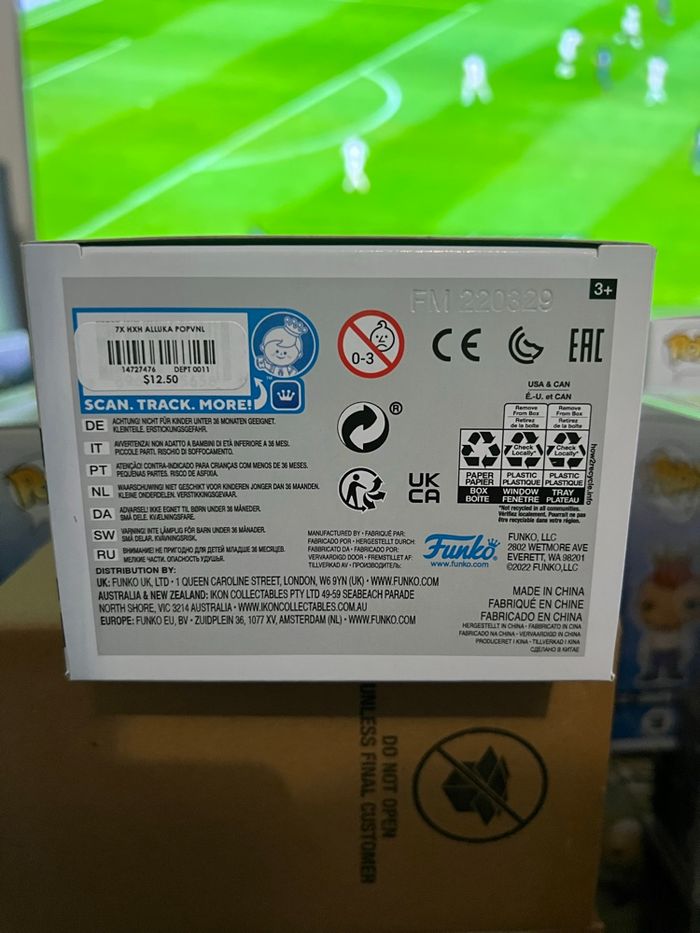 FM 220329
3+
7X HXH ALLUKA POPVNL
14727476 DEPT 0011
$12.50
SCAN. TRACK. MORE!
0-3
CE
EAC
®
UK
CA
DE ACHTUNG! NICHT FÜR KINDER UNTER 36 MONATEN GEEIGNET.
KLEINTEILE. ERSTICKUNGSGEFAHR.
IT AVVERTENZA! NON ADATTO A BAMBINI DI ETÀ INFERIORE A 36 MESI.
PICCOLE PARTI. RISCHIO DI SOFFOCAMENTO.
PT ATENÇÃO! CONTRA-INDICADO PARA CRIANÇAS COM MENOS DE 36 MESES.
PEQUENAS PARTES. RISCO DE ASFIXIA.
NL WAARSCHUWING! NIET GESCHIKT VOOR KINDEREN JONGER DAN 36 MAANDEN.
KLEINE ONDERDELEN. VERSTIKKINGSGEVAAR.
DA ADVARSEL! IKKE EGNET TIL BØRN UNDER 36 MÅNEDER.
SMÅ DELE. KVÆLNINGSFARE.
SW VARNING! INTE LÄMPLIG FÖR BARN UNDER 36 MÅNADER.
SMÅ DELAR. KVÄVNINGSRISK.
RU ВНИМАНИЕ! НЕ ПРИГОДНО ДЛЯ ДЕТЕЙ МЛАДШЕ 36 МЕСЯЦЕВ.
МЕЛКИЕ ЧАСТИ. ОПАСНОСТЬ УДУШЬЯ.
USA & CAN
É.-U. et CAN
Remove From Box
Retirez de la boîte
Remove From Box
Retirez de la boîte
Check Locally*
Check Locally*
PAPER
PAPIER
BOX
BOÎTE
PLASTIC
PLASTIQUE
WINDOW
FENÊTRE
PLASTIC
PLASTIQUE
TRAY
PLATEAU
*Not recycled in all communities.
Vérifiez localement. Pourrait ne pas
être recyclable dans votre région.
how2recycle.info
MANUFACTURED BY • FABRIQUÉ PAR:
FABRICADO POR • HERGESTELLT DURCH:
FABBRICATO DA • FABRICADO POR:
VERVAARDIGD DOOR • FREMSTILLET AF:
TILLVERKAD AV • ПРОИЗВОДИТЕЛЬ:
Funko
www.funko.com
FUNKO, LLC
2802 WETMORE AVE
EVERETT, WA 98201
©2022 FUNKO,LLC
DISTRIBUTION BY:
UK: FUNKO UK, LTD • 1 QUEEN CAROLINE STREET, LONDON, W6 9YN (UK) • WWW.FUNKO.COM
AUSTRALIA & NEW ZEALAND: IKON COLLECTABLES PTY LTD 49-59 SEABEACH PARADE
NORTH SHORE, VIC 3214 AUSTRALIA • WWW.IKONCOLLECTABLES.COM.AU
EUROPE: FUNKO EU, BV • ZUIDPLEIN 36, 1077 XV, AMSTERDAM (NL) • WWW.FUNKO.COM
MADE IN CHINA
FABRIQUÉ EN CHINE
FABRICADO EN CHINA
HERGESTELLT IN CHINA • FABBRICATO IN CINA
FABRICADO NA CHINA • VERVAARDIGD IN CHINA
PRODUCERET I KINA • TILLVERKAD I KINA
СДЕЛАНО В КИТАЕ
DO NOT OPEN
UNLESS FINAL CUSTOMER